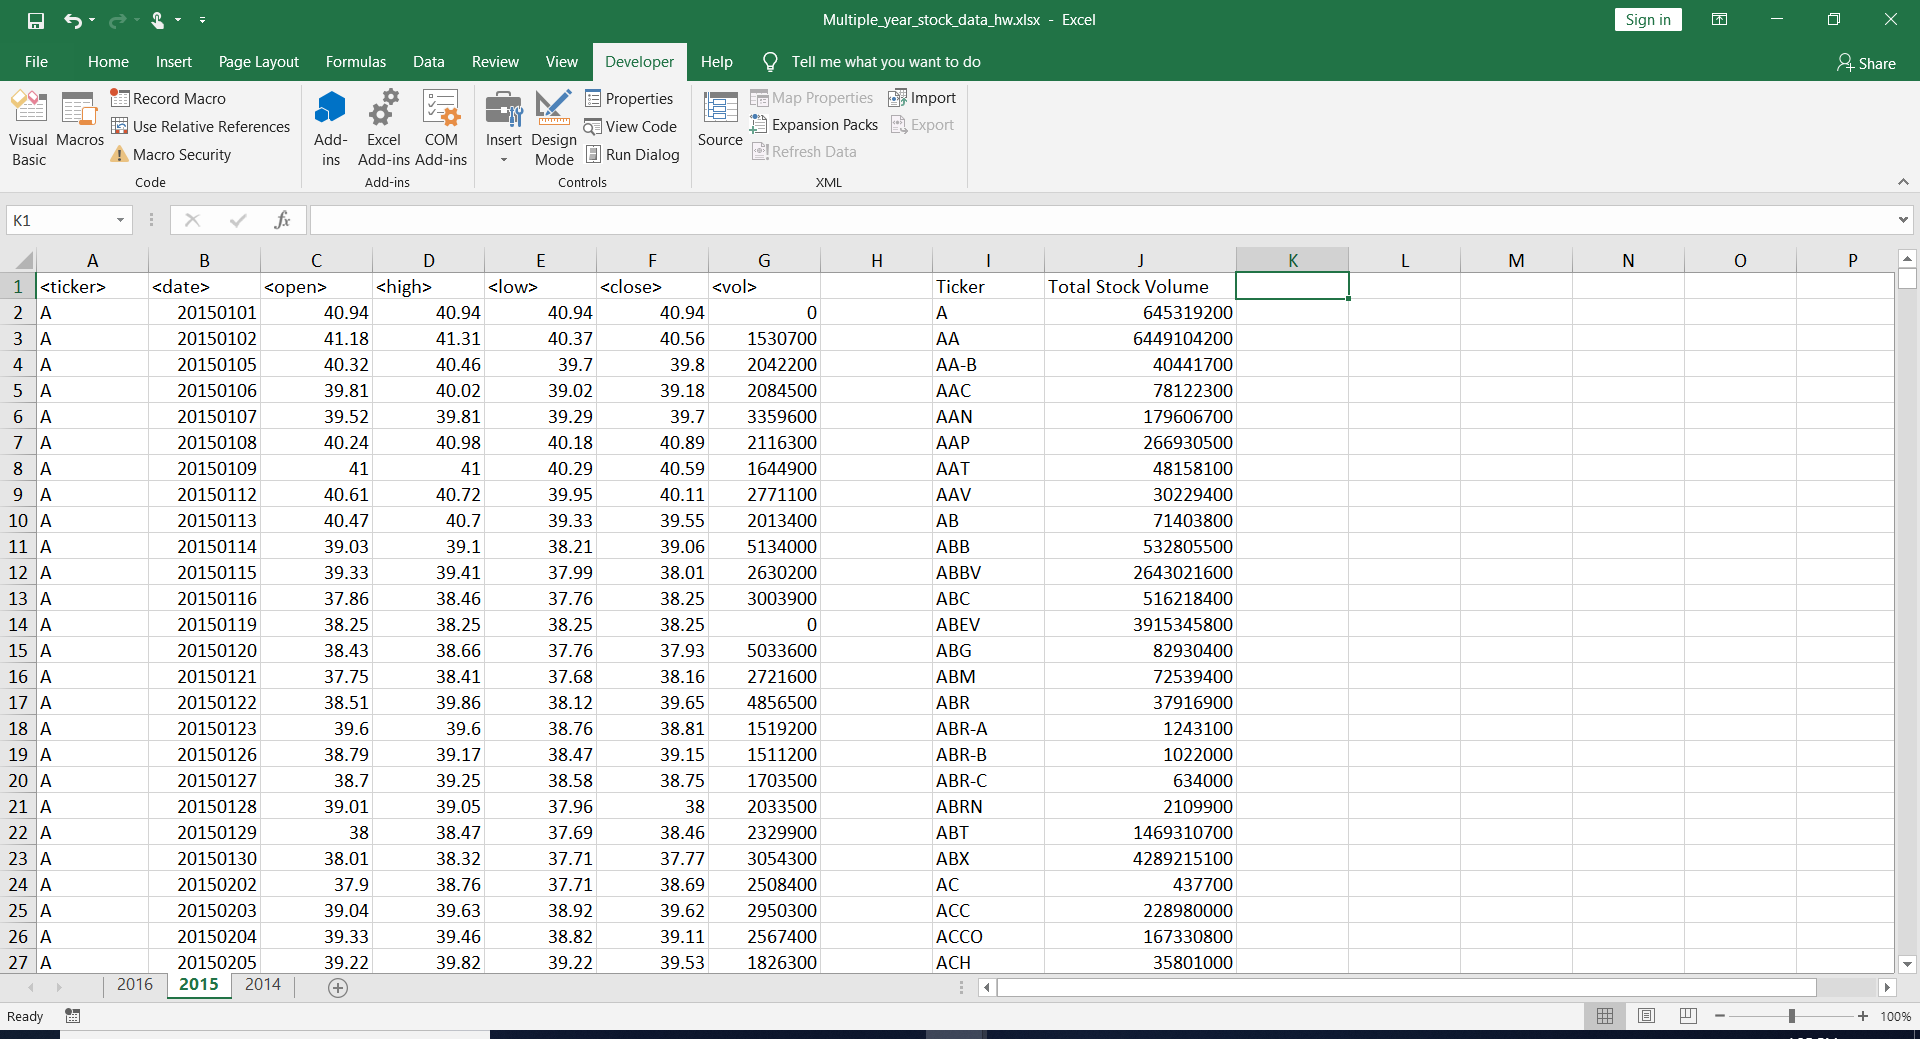 Multiple_year_stock_data_hw.xlsx - Excel
Sign in
File Home Insert Page Layout Formulas Data Review View Developer Help Tell me what you want to do Share
Visual Basic
Macros
Record Macro
Use Relative References
Macro Security
Code
Add-ins
Excel Add-ins
COM Add-ins
Add-ins
Insert
Design Mode
Properties
View Code
Run Dialog
Controls
Source
Map Properties
Expansion Packs
Refresh Data
Import
Export
XML
K1
fx
A B C D E F G H I J K L M N O P
1 <ticker> <date> <open> <high> <low> <close> <vol> Ticker Total Stock Volume
2 A 20150101 40.94 40.94 40.94 40.94 0 A 645319200
3 A 20150102 41.18 41.31 40.37 40.56 1530700 AA 6449104200
4 A 20150105 40.32 40.46 39.7 39.8 2042200 AA-B 40441700
5 A 20150106 39.81 40.02 39.02 39.18 2084500 AAC 78122300
6 A 20150107 39.52 39.81 39.29 39.7 3359600 AAN 179606700
7 A 20150108 40.24 40.98 40.18 40.89 2116300 AAP 266930500
8 A 20150109 41 41 40.29 40.59 1644900 AAT 48158100
9 A 20150112 40.61 40.72 39.95 40.11 2771100 AAV 30229400
10 A 20150113 40.47 40.7 39.33 39.55 2013400 AB 71403800
11 A 20150114 39.03 39.1 38.21 39.06 5134000 ABB 532805500
12 A 20150115 39.33 39.41 37.99 38.01 2630200 ABBV 2643021600
13 A 20150116 37.86 38.46 37.76 38.25 3003900 ABC 516218400
14 A 20150119 38.25 38.25 38.25 38.25 0 ABEV 3915345800
15 A 20150120 38.43 38.66 37.76 37.93 5033600 ABG 82930400
16 A 20150121 37.75 38.41 37.68 38.16 2721600 ABM 72539400
17 A 20150122 38.51 39.86 38.12 39.65 4856500 ABR 37916900
18 A 20150123 39.6 39.6 38.76 38.81 1519200 ABR-A 1243100
19 A 20150126 38.79 39.17 38.47 39.15 1511200 ABR-B 1022000
20 A 20150127 38.7 39.25 38.58 38.75 1703500 ABR-C 634000
21 A 20150128 39.01 39.05 37.96 38 2033500 ABRN 2109900
22 A 20150129 38 38.47 37.69 38.46 2329900 ABT 1469310700
23 A 20150130 38.01 38.32 37.71 37.77 3054300 ABX 4289215100
24 A 20150202 37.9 38.76 37.71 38.69 2508400 AC 437700
25 A 20150203 39.04 39.63 38.92 39.62 2950300 ACC 228980000
26 A 20150204 39.33 39.46 38.82 39.11 2567400 ACCO 167330800
27 A 20150205 39.22 39.82 39.22 39.53 1826300 ACH 35801000
2016 2015 2014
Ready
100%